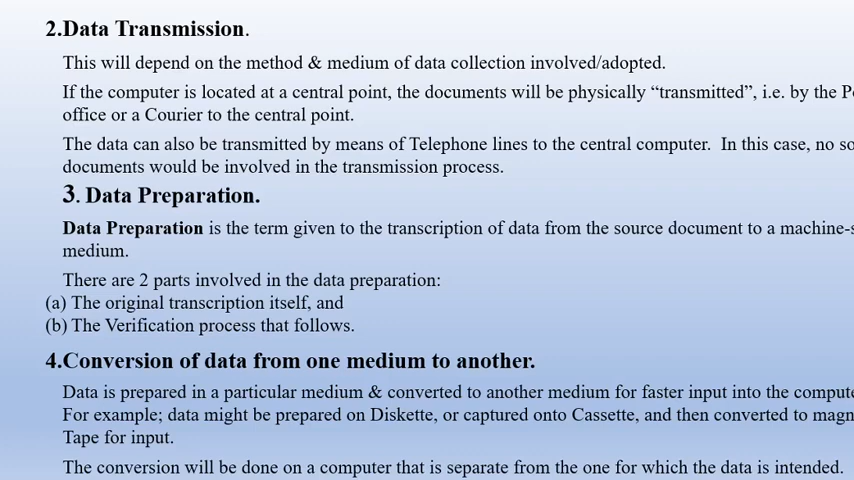 2.Data Transmission.
This will depend on the method & medium of data collection involved/adopted.
If the computer is located at a central point, the documents will be physically “transmitted”, i.e. by the
office or a Courier to the central point.
The data can also be transmitted by means of Telephone lines to the central computer. In this case, no
documents would be involved in the transmission process.
3. Data Preparation.
Data Preparation is the term given to the transcription of data from the source document to a
medium.
There are 2 parts involved in the data preparation:
(a) The original transcription itself, and
(b) The Verification process that follows.
4.Conversion of data from one medium to another.
Data is prepared in a particular medium & converted to another medium for faster input into the
For example; data might be prepared on Diskette, or captured onto Cassette, and then converted to
Tape for input.
The conversion will be done on a computer that is separate from the one for which the data is intended.